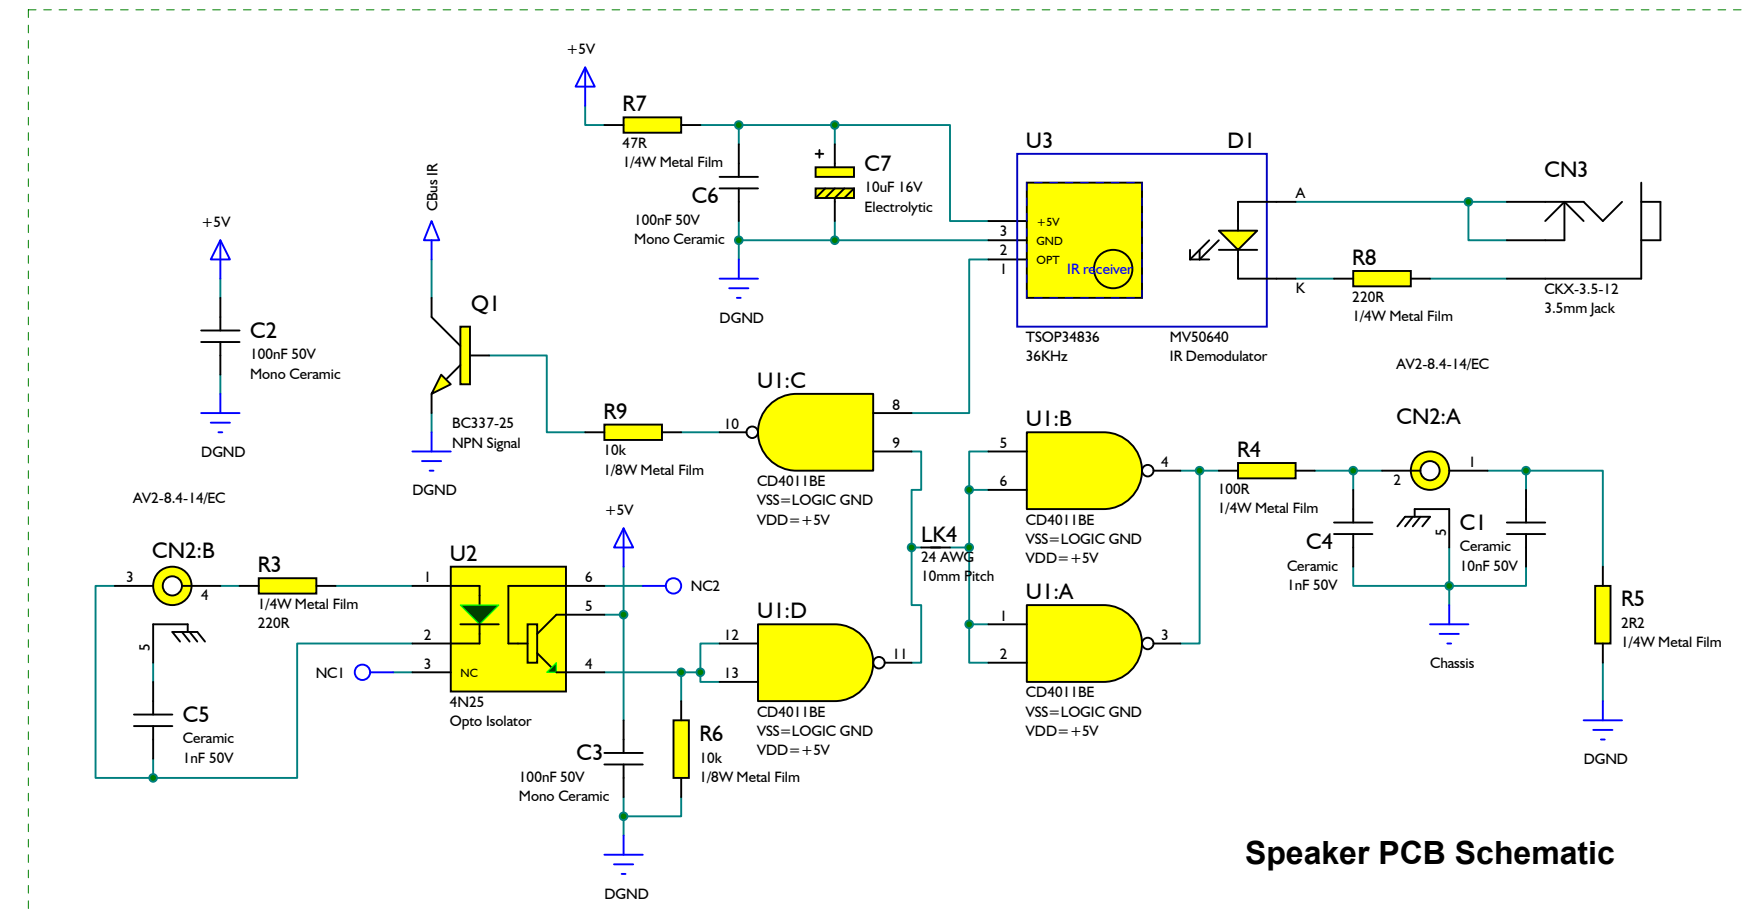 +5V
R7
47R
1/4W Metal Film
C6
100nF 50V
Mono Ceramic
+
C7
10uF 16V
Electrolytic
DGND
U3
D1
+5V
3
GND
2
OPT
1
IR receiver
TSOP34836
36KHz
MV50640
IR Demodulator
A
K
R8
220R
1/4W Metal Film
CN3
CKX-3.5-12
3.5mm Jack
+5V
C2
100nF 50V
Mono Ceramic
DGND
CBus IR
Q1
BC337-25
NPN Signal
DGND
R9
10k
1/8W Metal Film
U1:C
10
8
9
CD4011BE
VSS=LOGIC GND
VDD=+5V
U1:B
5
6
4
CD4011BE
VSS=LOGIC GND
VDD=+5V
LK4
24 AWG
10mm Pitch
U1:A
1
2
3
CD4011BE
VSS=LOGIC GND
VDD=+5V
R4
100R
1/4W Metal Film
AV2-8.4-14/EC
CN2:A
2
1
5
C4
Ceramic
1nF 50V
C1
Ceramic
10nF 50V
Chassis
R5
2R2
1/4W Metal Film
DGND
AV2-8.4-14/EC
CN2:B
3
4
5
R3
1/4W Metal Film
220R
C5
Ceramic
1nF 50V
U2
1
2
3
NC
6
5
4
4N25
Opto Isolator
NC1
NC2
+5V
C3
100nF 50V
Mono Ceramic
R6
10k
1/8W Metal Film
DGND
U1:D
12
13
11
CD4011BE
VSS=LOGIC GND
VDD=+5V
Speaker PCB Schematic